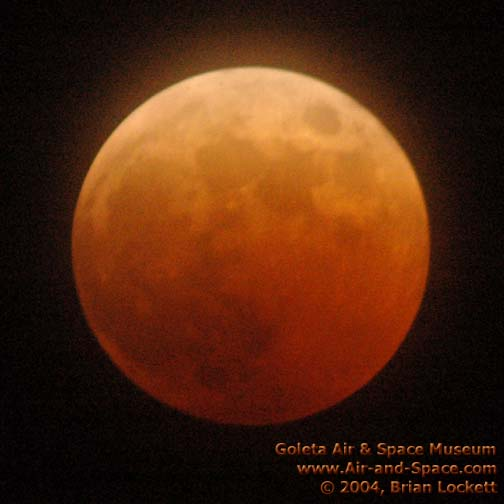 Goleta Air & Space Museum
www.Air-and-Space.com
© 2004, Brian Lockett